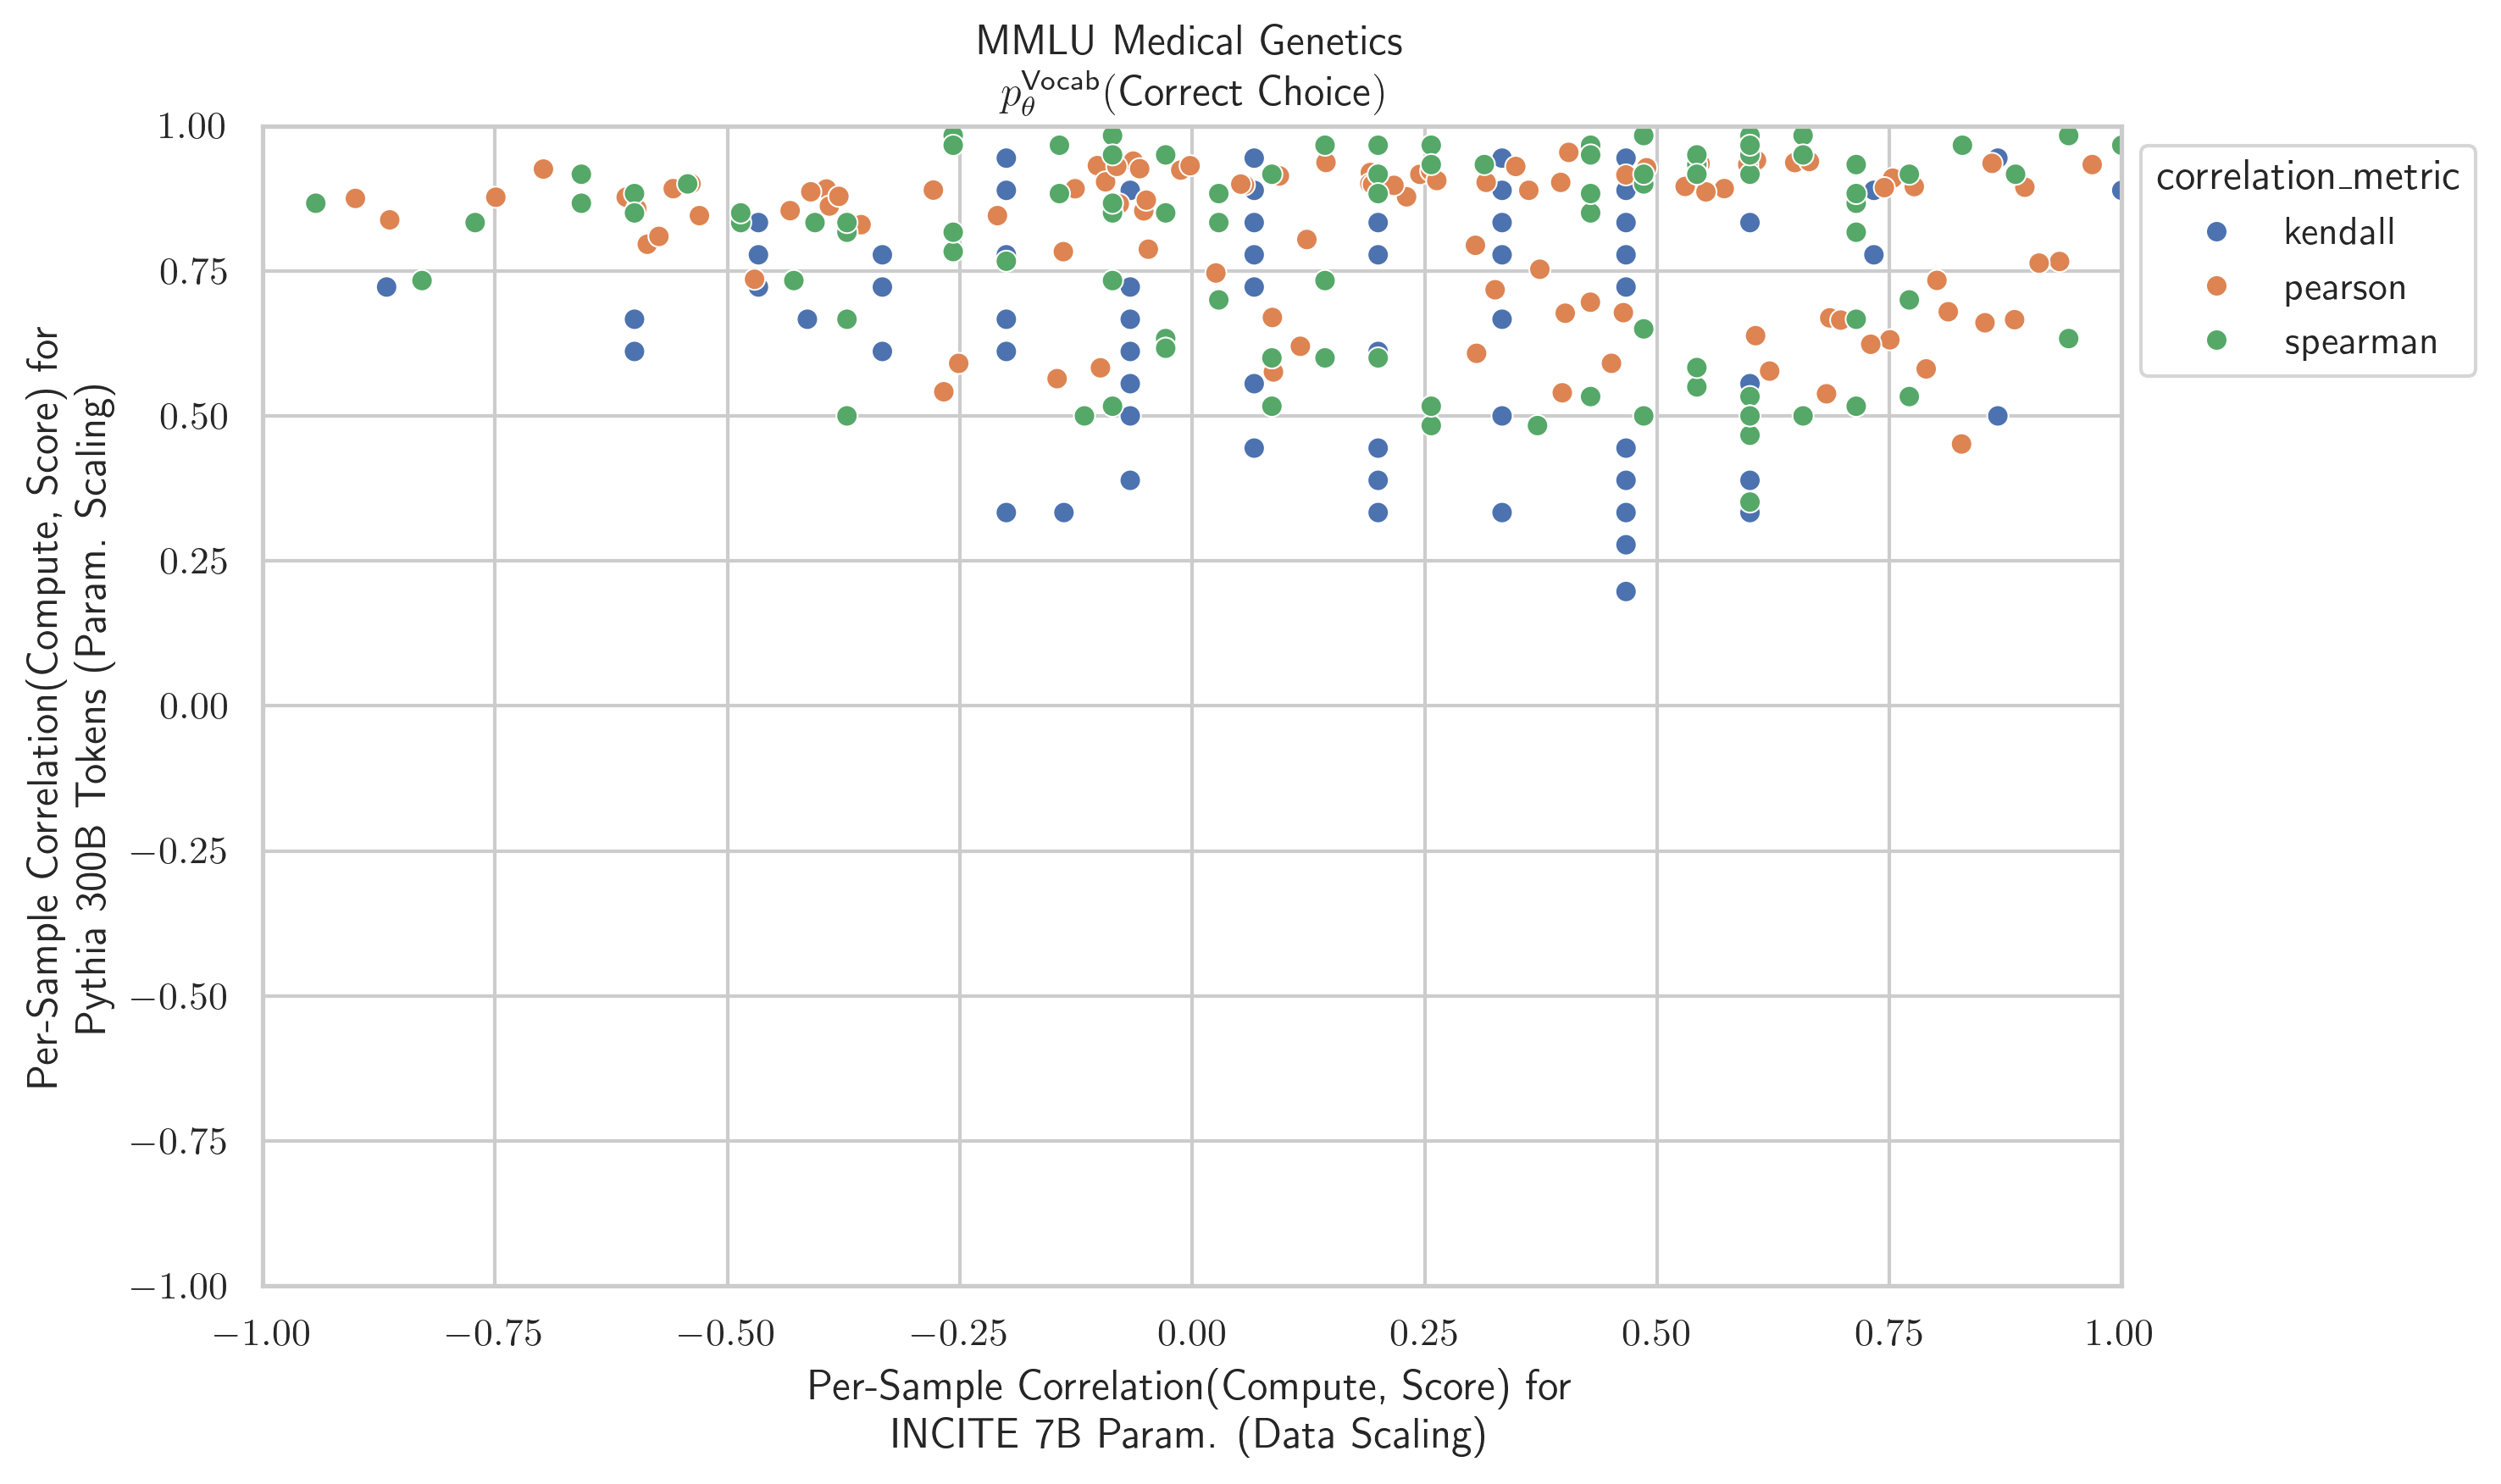 MMLU Medical Genetics
p_θ^Vocab(Correct Choice)
Per-Sample Correlation(Compute, Score) for
Pythia 300B Tokens (Param. Scaling)
1.00
0.75
0.50
0.25
0.00
−0.25
−0.50
−0.75
−1.00
−1.00 −0.75 −0.50 −0.25 0.00 0.25 0.50 0.75 1.00
Per-Sample Correlation(Compute, Score) for
INCITE 7B Param. (Data Scaling)
correlation_metric
kendall
pearson
spearman